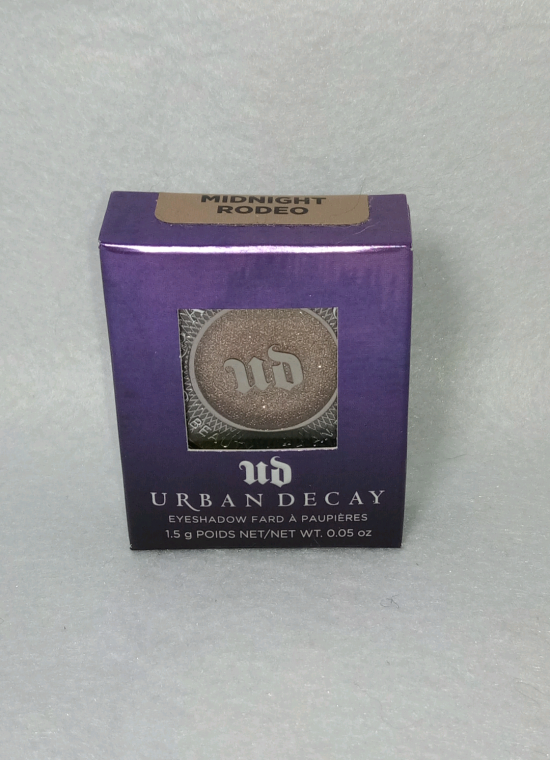 MIDNIGHT
RODEO
ud
ud
URBAN DECAY
EYESHADOW FARD À PAUPIÈRES
1.5 g POIDS NET/NET WT. 0.05 oz